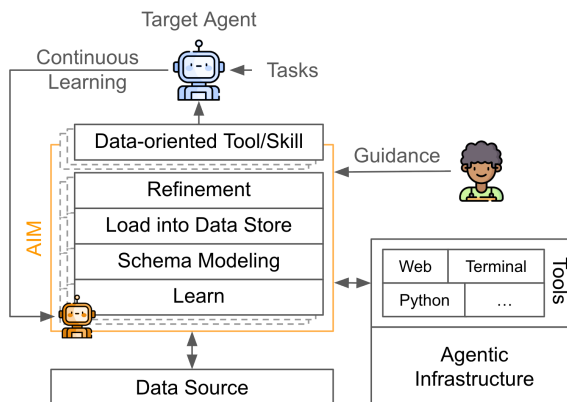 Target Agent
Continuous
Learning
Tasks
Data-oriented Tool/Skill
Guidance
AIM
Refinement
Load into Data Store
Schema Modeling
Learn
Web
Terminal
Python
...
Tools
Agentic
Infrastructure
Data Source